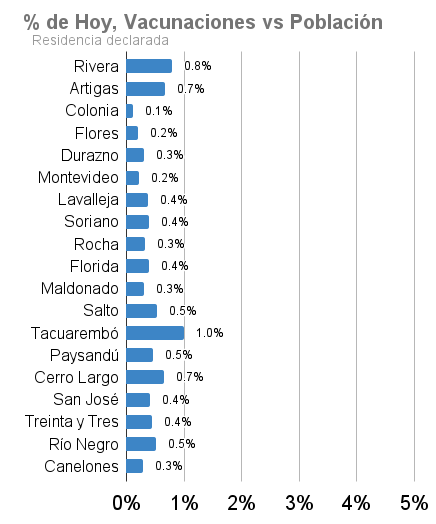 % de Hoy, Vacunaciones vs Población
Residencia declarada
Rivera 0.8%
Artigas 0.7%
Colonia 0.1%
Flores 0.2%
Durazno 0.3%
Montevideo 0.2%
Lavalleja 0.4%
Soriano 0.4%
Rocha 0.3%
Florida 0.4%
Maldonado 0.3%
Salto 0.5%
Tacuarembó 1.0%
Paysandú 0.5%
Cerro Largo 0.7%
San José 0.4%
Treinta y Tres 0.4%
Río Negro 0.5%
Canelones 0.3%
0% 1% 2% 3% 4% 5%